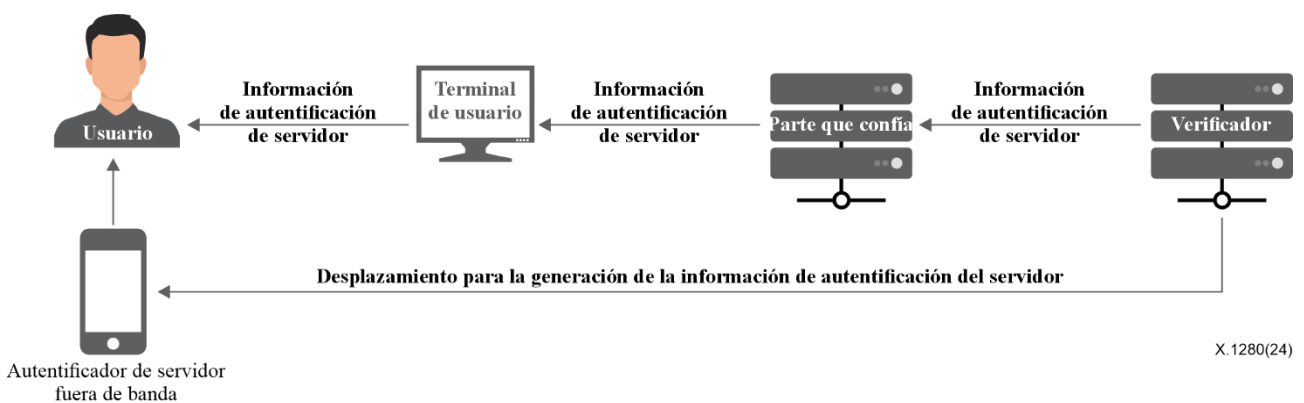 Información
de autentificación
de servidor
Terminal
de usuario
Información
de autentificación
de servidor
Información
de autentificación
de servidor
Usuario
Parte que confía
Verificador
Desplazamiento para la generación de la información de autentificación del servidor
X.1280(24)
Autentificador de servidor
fuera de banda